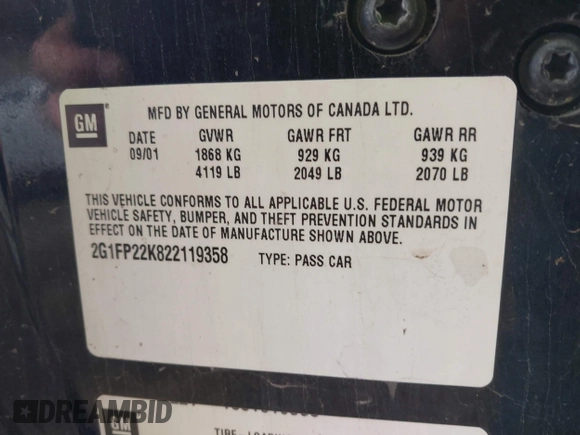 GM
®
MFD BY GENERAL MOTORS OF CANADA LTD.
DATE GVWR GAWR FRT GAWR RR
09/01 1868 KG 929 KG 939 KG
4119 LB 2049 LB 2070 LB
THIS VEHICLE CONFORMS TO ALL APPLICABLE U.S. FEDERAL MOTOR
VEHICLE SAFETY, BUMPER, AND THEFT PREVENTION STANDARDS IN
EFFECT ON THE DATE OF MANUFACTURE SHOWN ABOVE.
2G1FP22K822119358 TYPE: PASS CAR
DREAMBID.COM
GM